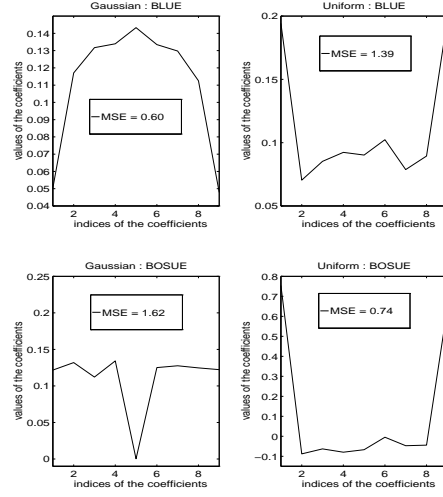 Gaussian : BLUE
values of the coefficients
0.14
0.13
0.12
0.11
0.1
0.09
0.08
0.07
0.06
0.05
0.04
MSE = 0.60
2 4 6 8
indices of the coefficients
Uniform : BLUE
values of the coefficients
0.2
0.15
0.1
0.05
MSE = 1.39
2 4 6 8
indices of the coefficients
Gaussian : BOSUE
values of the coefficients
0.25
0.2
0.15
0.1
0.05
0
MSE = 1.62
2 4 6 8
indices of the coefficients
Uniform : BOSUE
values of the coefficients
0.8
0.7
0.6
0.5
0.4
0.3
0.2
0.1
0
−0.1
MSE = 0.74
2 4 6 8
indices of the coefficients